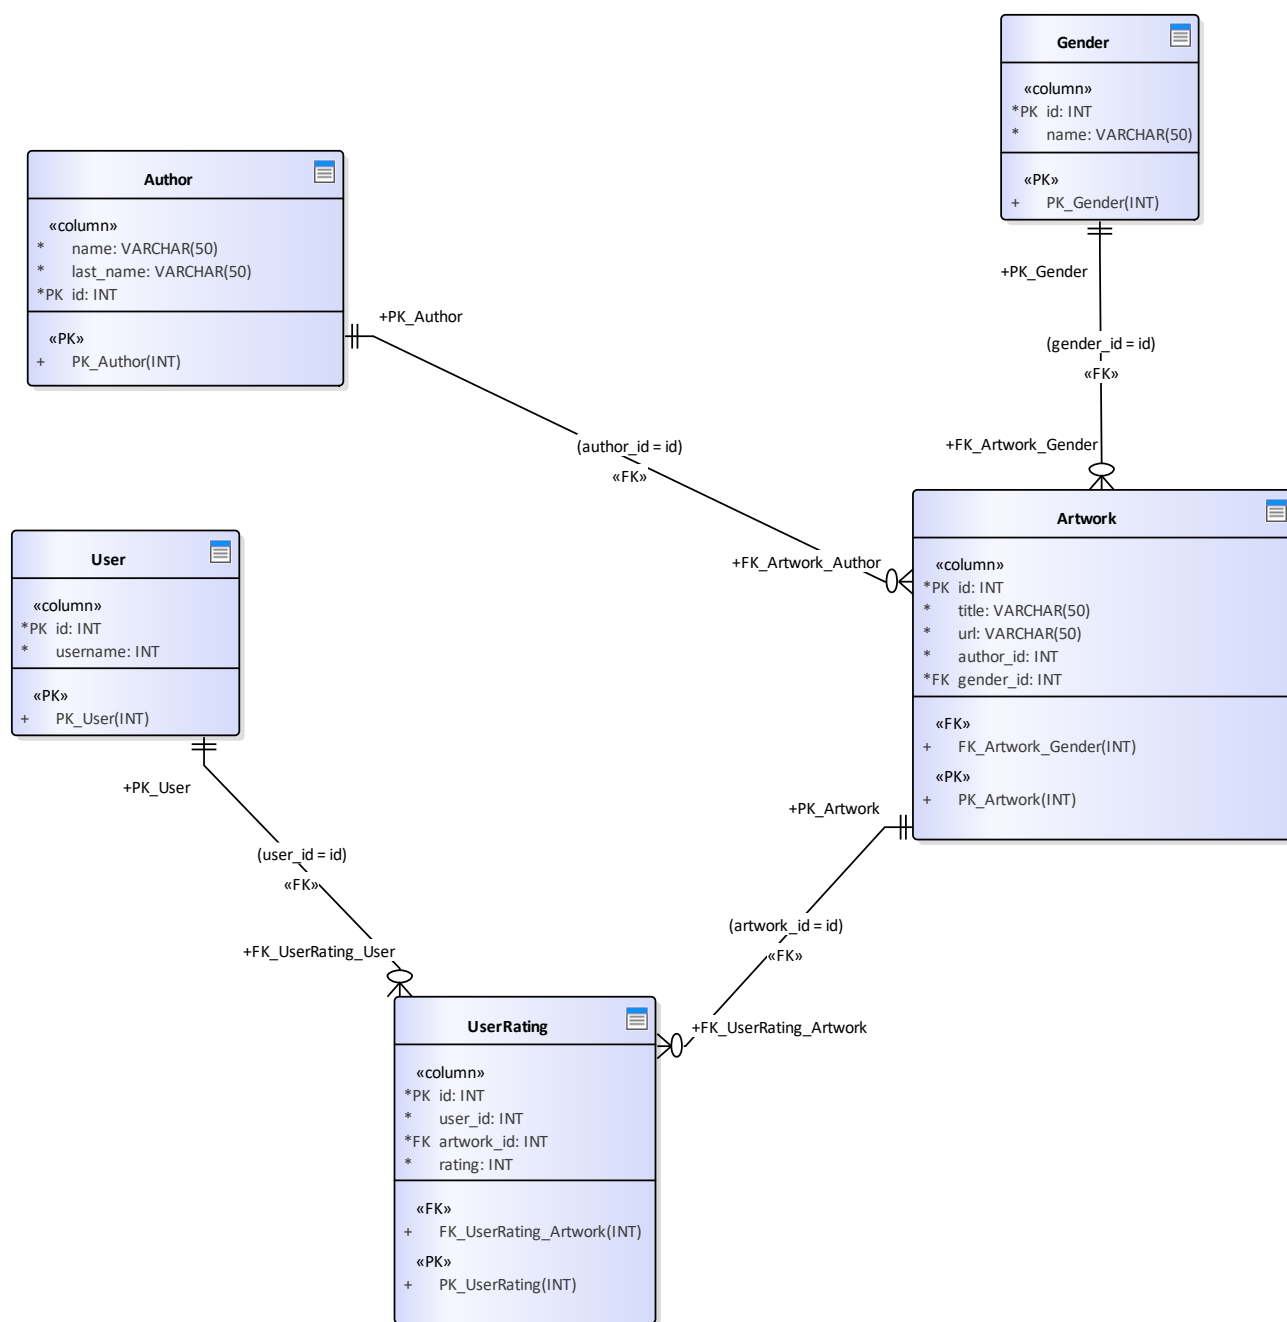 Gender
«column»
*PK id: INT
* name: VARCHAR(50)
«PK»
+ PK_Gender(INT)
Author
«column»
* name: VARCHAR(50)
* last_name: VARCHAR(50)
*PK id: INT
«PK»
+ PK_Author(INT)
+PK_Gender
+PK_Author
(gender_id = id)
«FK»
+FK_Artwork_Gender
(author_id = id)
«FK»
+FK_Artwork_Author
Artwork
«column»
*PK id: INT
* title: VARCHAR(50)
* url: VARCHAR(50)
* author_id: INT
*FK gender_id: INT
«FK»
+ FK_Artwork_Gender(INT)
«PK»
+ PK_Artwork(INT)
User
«column»
*PK id: INT
* username: INT
«PK»
+ PK_User(INT)
+PK_User
+PK_Artwork
(user_id = id)
«FK»
(artwork_id = id)
«FK»
+FK_UserRating_User
+FK_UserRating_Artwork
UserRating
«column»
*PK id: INT
* user_id: INT
*FK artwork_id: INT
* rating: INT
«FK»
+ FK_UserRating_Artwork(INT)
«PK»
+ PK_UserRating(INT)